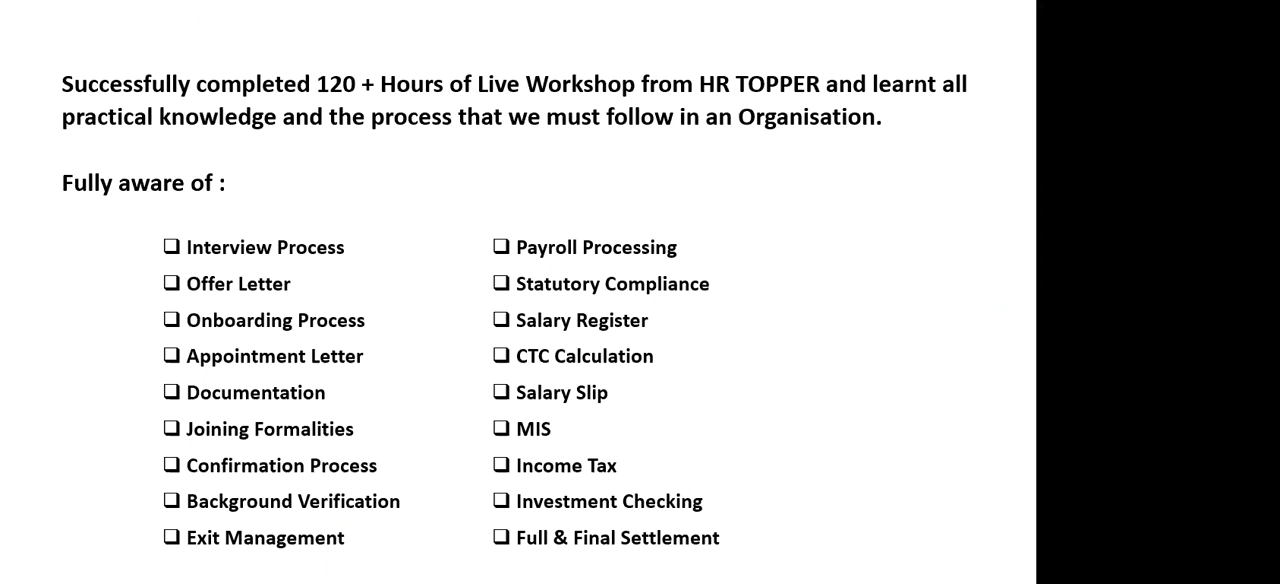 Successfully completed 120 + Hours of Live Workshop from HR TOPPER and learnt all
practical knowledge and the process that we must follow in an Organisation.
Fully aware of :
❑ Interview Process
❑ Offer Letter
❑ Onboarding Process
❑ Appointment Letter
❑ Documentation
❑ Joining Formalities
❑ Confirmation Process
❑ Background Verification
❑ Exit Management
❑ Payroll Processing
❑ Statutory Compliance
❑ Salary Register
❑ CTC Calculation
❑ Salary Slip
❑ MIS
❑ Income Tax
❑ Investment Checking
❑ Full & Final Settlement